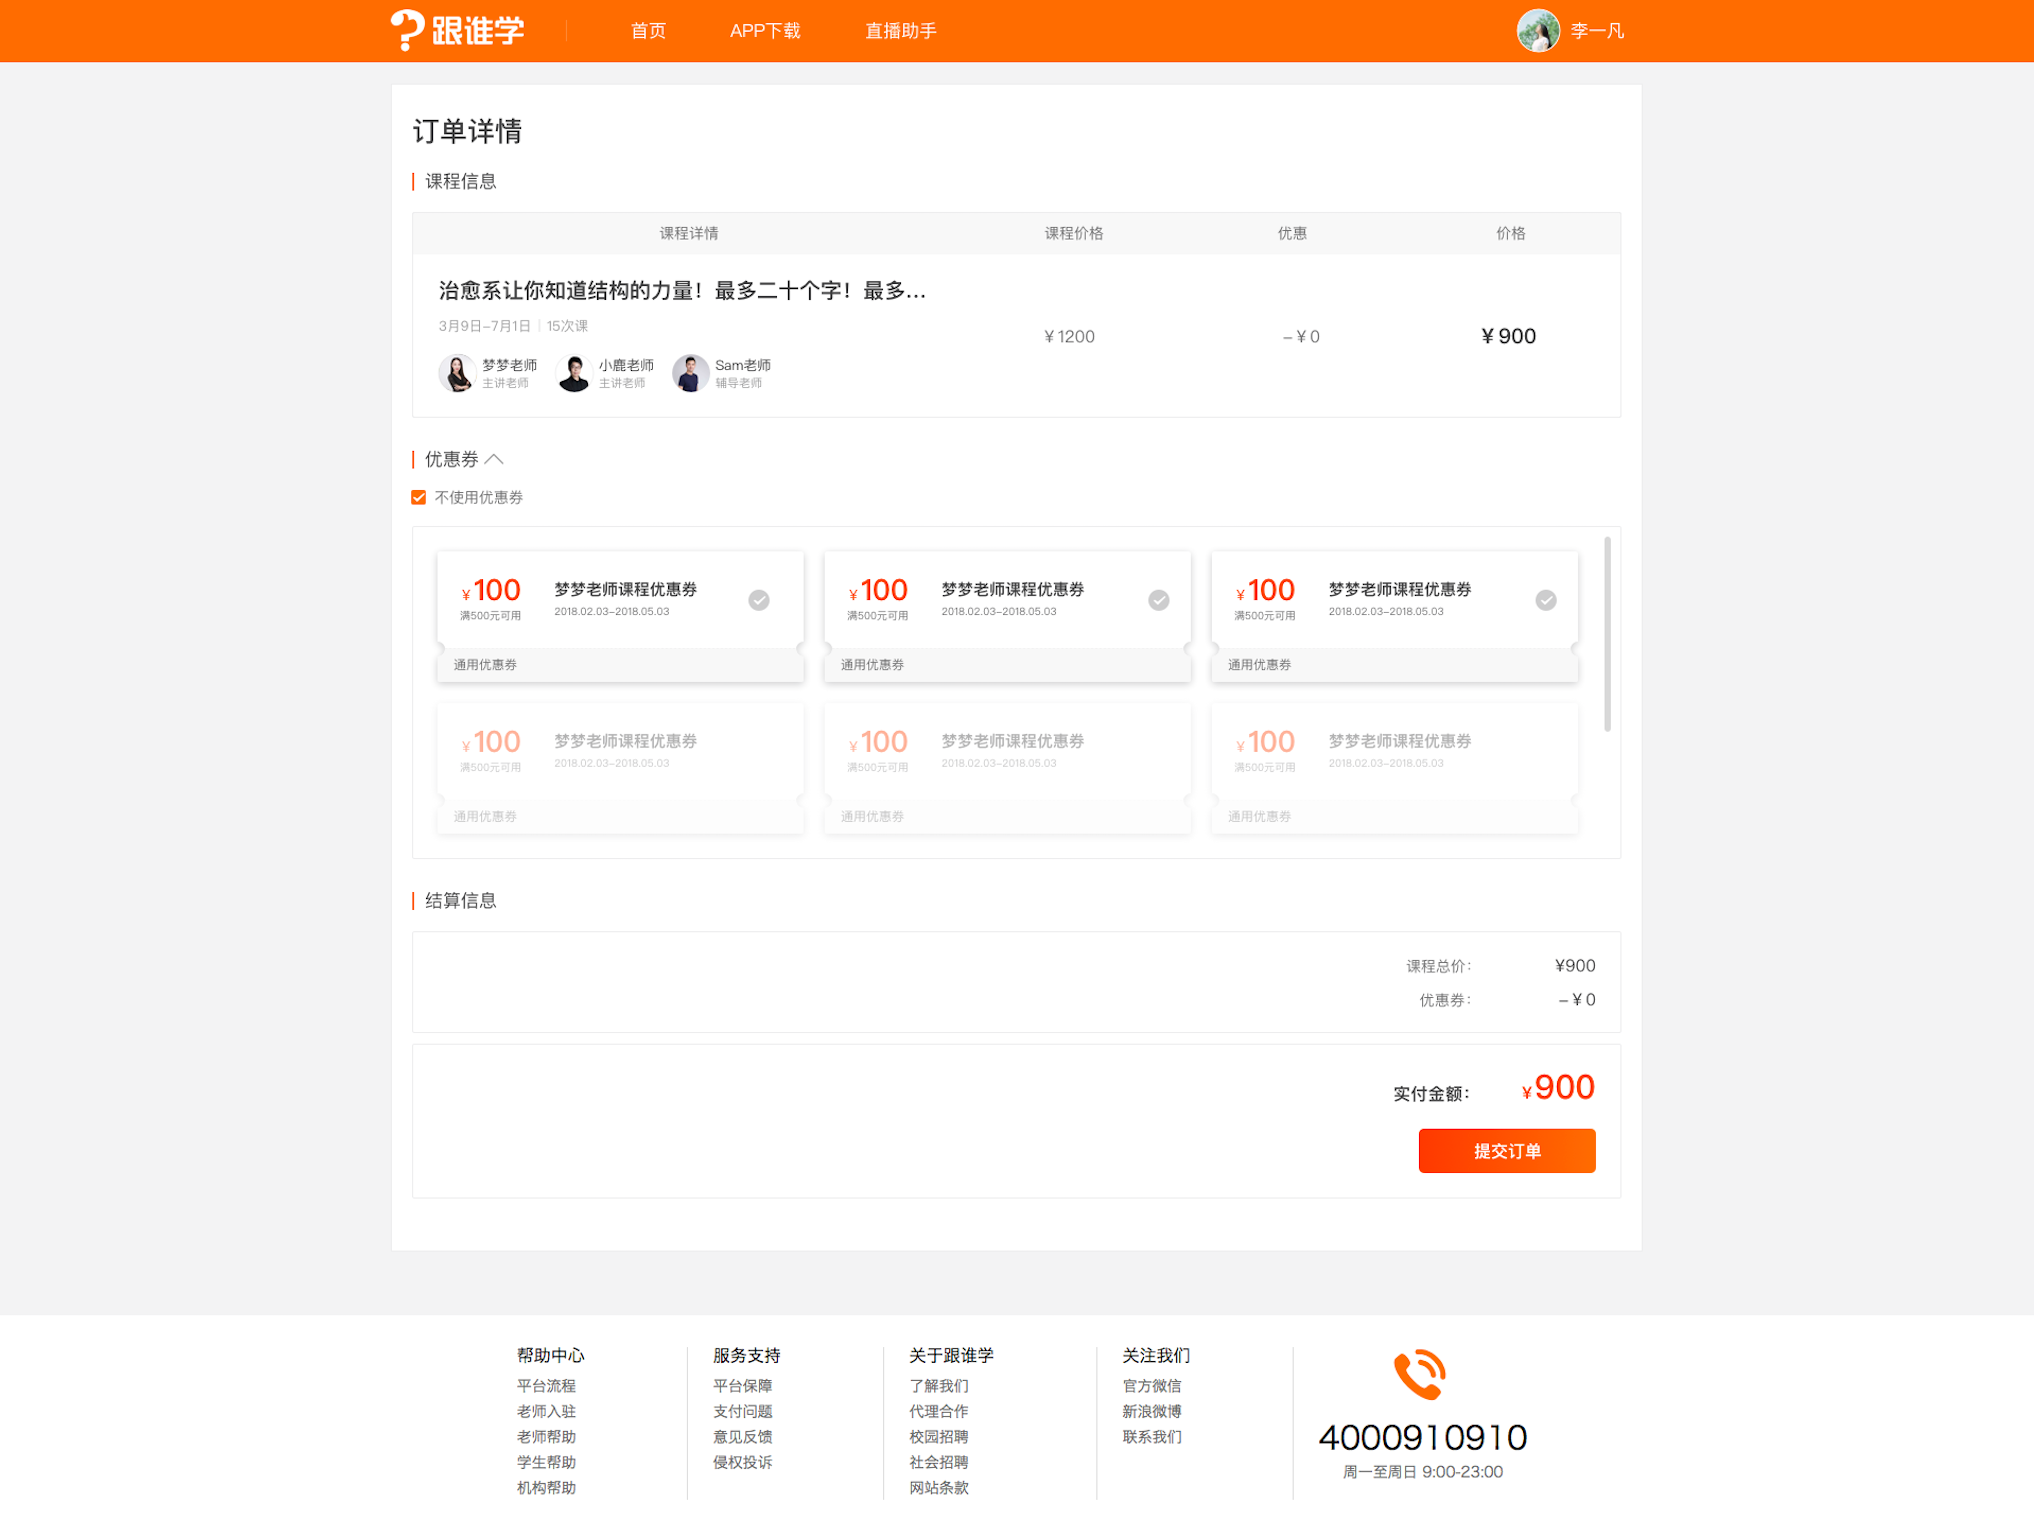 跟谁学
首页
APP下载
直播助手
李一凡
订单详情
课程信息
课程详情
课程价格
优惠
价格
治愈系让你知道结构的力量！最多二十个字！最多...
3月9日-7月1日
15次课
¥ 1200
- ¥ 0
¥ 900
梦梦老师
主讲老师
小鹿老师
主讲老师
Sam老师
辅导老师
优惠券
不使用优惠券
¥100
满500元可用
梦梦老师课程优惠券
2018.02.03-2018.05.03
通用优惠券
¥100
满500元可用
梦梦老师课程优惠券
2018.02.03-2018.05.03
通用优惠券
¥100
满500元可用
梦梦老师课程优惠券
2018.02.03-2018.05.03
通用优惠券
¥100
满500元可用
梦梦老师课程优惠券
2018.02.03-2018.05.03
通用优惠券
¥100
满500元可用
梦梦老师课程优惠券
2018.02.03-2018.05.03
通用优惠券
¥100
满500元可用
梦梦老师课程优惠券
2018.02.03-2018.05.03
通用优惠券
结算信息
课程总价： ¥900
优惠券： - ¥ 0
实付金额： ¥900
提交订单
帮助中心
平台流程
老师入驻
老师帮助
学生帮助
机构帮助
服务支持
平台保障
支付问题
意见反馈
侵权投诉
关于跟谁学
了解我们
代理合作
校园招聘
社会招聘
网站条款
关注我们
官方微信
新浪微博
联系我们
4000910910
周一至周日 9:00-23:00